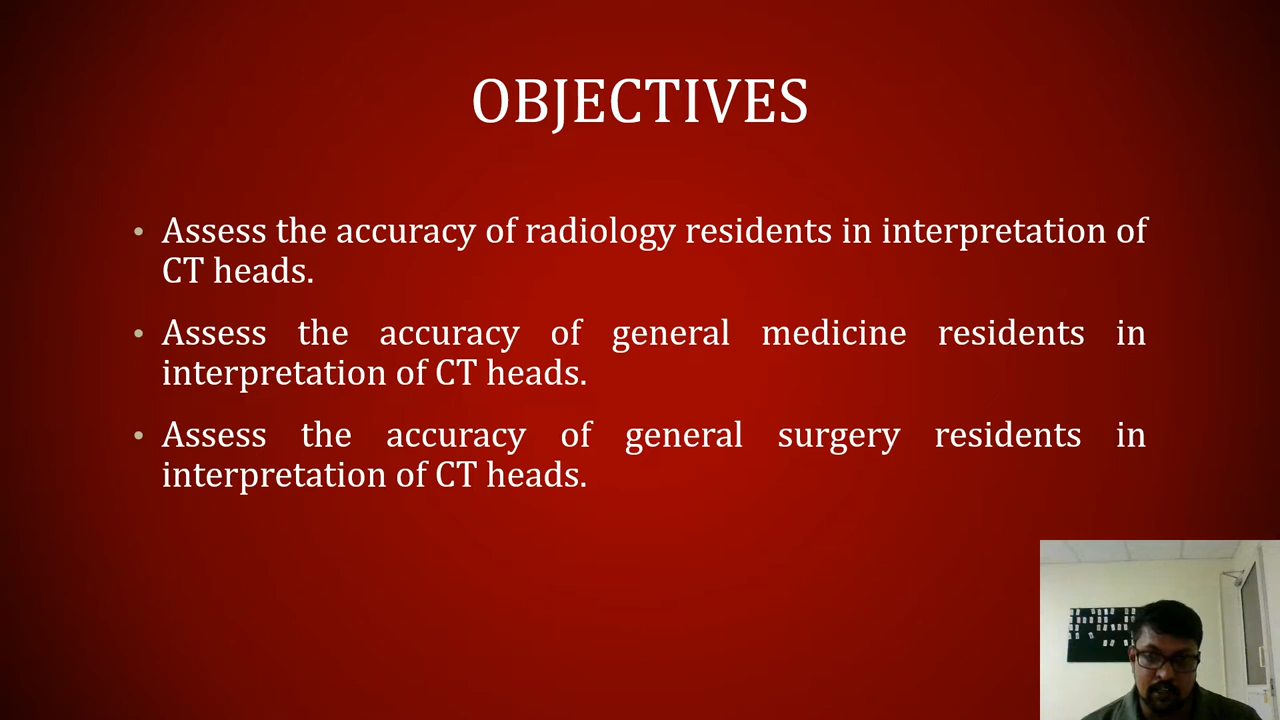 OBJECTIVES
• Assess the accuracy of radiology residents in interpretation of
CT heads.
• Assess the accuracy of general medicine residents in
interpretation of CT heads.
• Assess the accuracy of general surgery residents in
interpretation of CT heads.